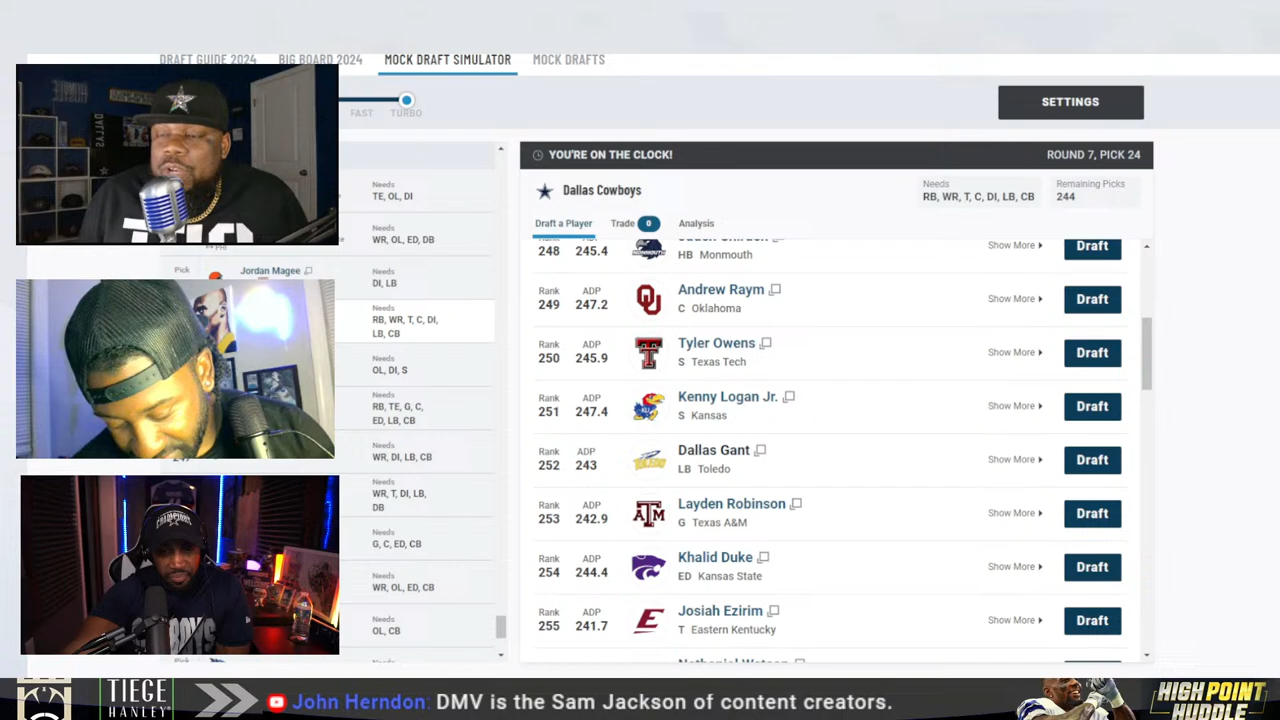 DRAFT GUIDE 2024
BIG BOARD 2024
MOCK DRAFT SIMULATOR
MOCK DRAFTS
FAST
TURBO
SETTINGS
Needs
TE, OL, DI
Needs
WR, OL, ED, DB
PHI
Pick
Jordan Magee
Needs
DI, LB
Needs
RB, WR, T, C, DI,
LB, CB
Needs
OL, DI, S
Needs
RB, TE, G, C,
ED, LB, CB
Needs
WR, DI, LB, CB
Needs
WR, T, DI, LB,
DB
Needs
G, C, ED, CB
Needs
WR, OL, ED, CB
Needs
OL, CB
Pick
YOU'RE ON THE CLOCK!
ROUND 7, PICK 24
Dallas Cowboys
Needs
RB, WR, T, C, DI, LB, CB
Remaining Picks
244
Draft a Player
Trade 0
Analysis
248 245.4 HB Monmouth Show More Draft
Rank ADP Andrew Raym
249 247.2 C Oklahoma Show More Draft
Rank ADP Tyler Owens
250 245.9 S Texas Tech Show More Draft
Rank ADP Kenny Logan Jr.
251 247.4 S Kansas Show More Draft
Rank ADP Dallas Gant
252 243 LB Toledo Show More Draft
Rank ADP Layden Robinson
253 242.9 G Texas A&M Show More Draft
Rank ADP Khalid Duke
254 244.4 ED Kansas State Show More Draft
Rank ADP Josiah Ezirim
255 241.7 T Eastern Kentucky Show More Draft
TIEGE
HANLEY
John Herndon: DMV is the Sam Jackson of content creators.
HIGH POINT
HUDDLE